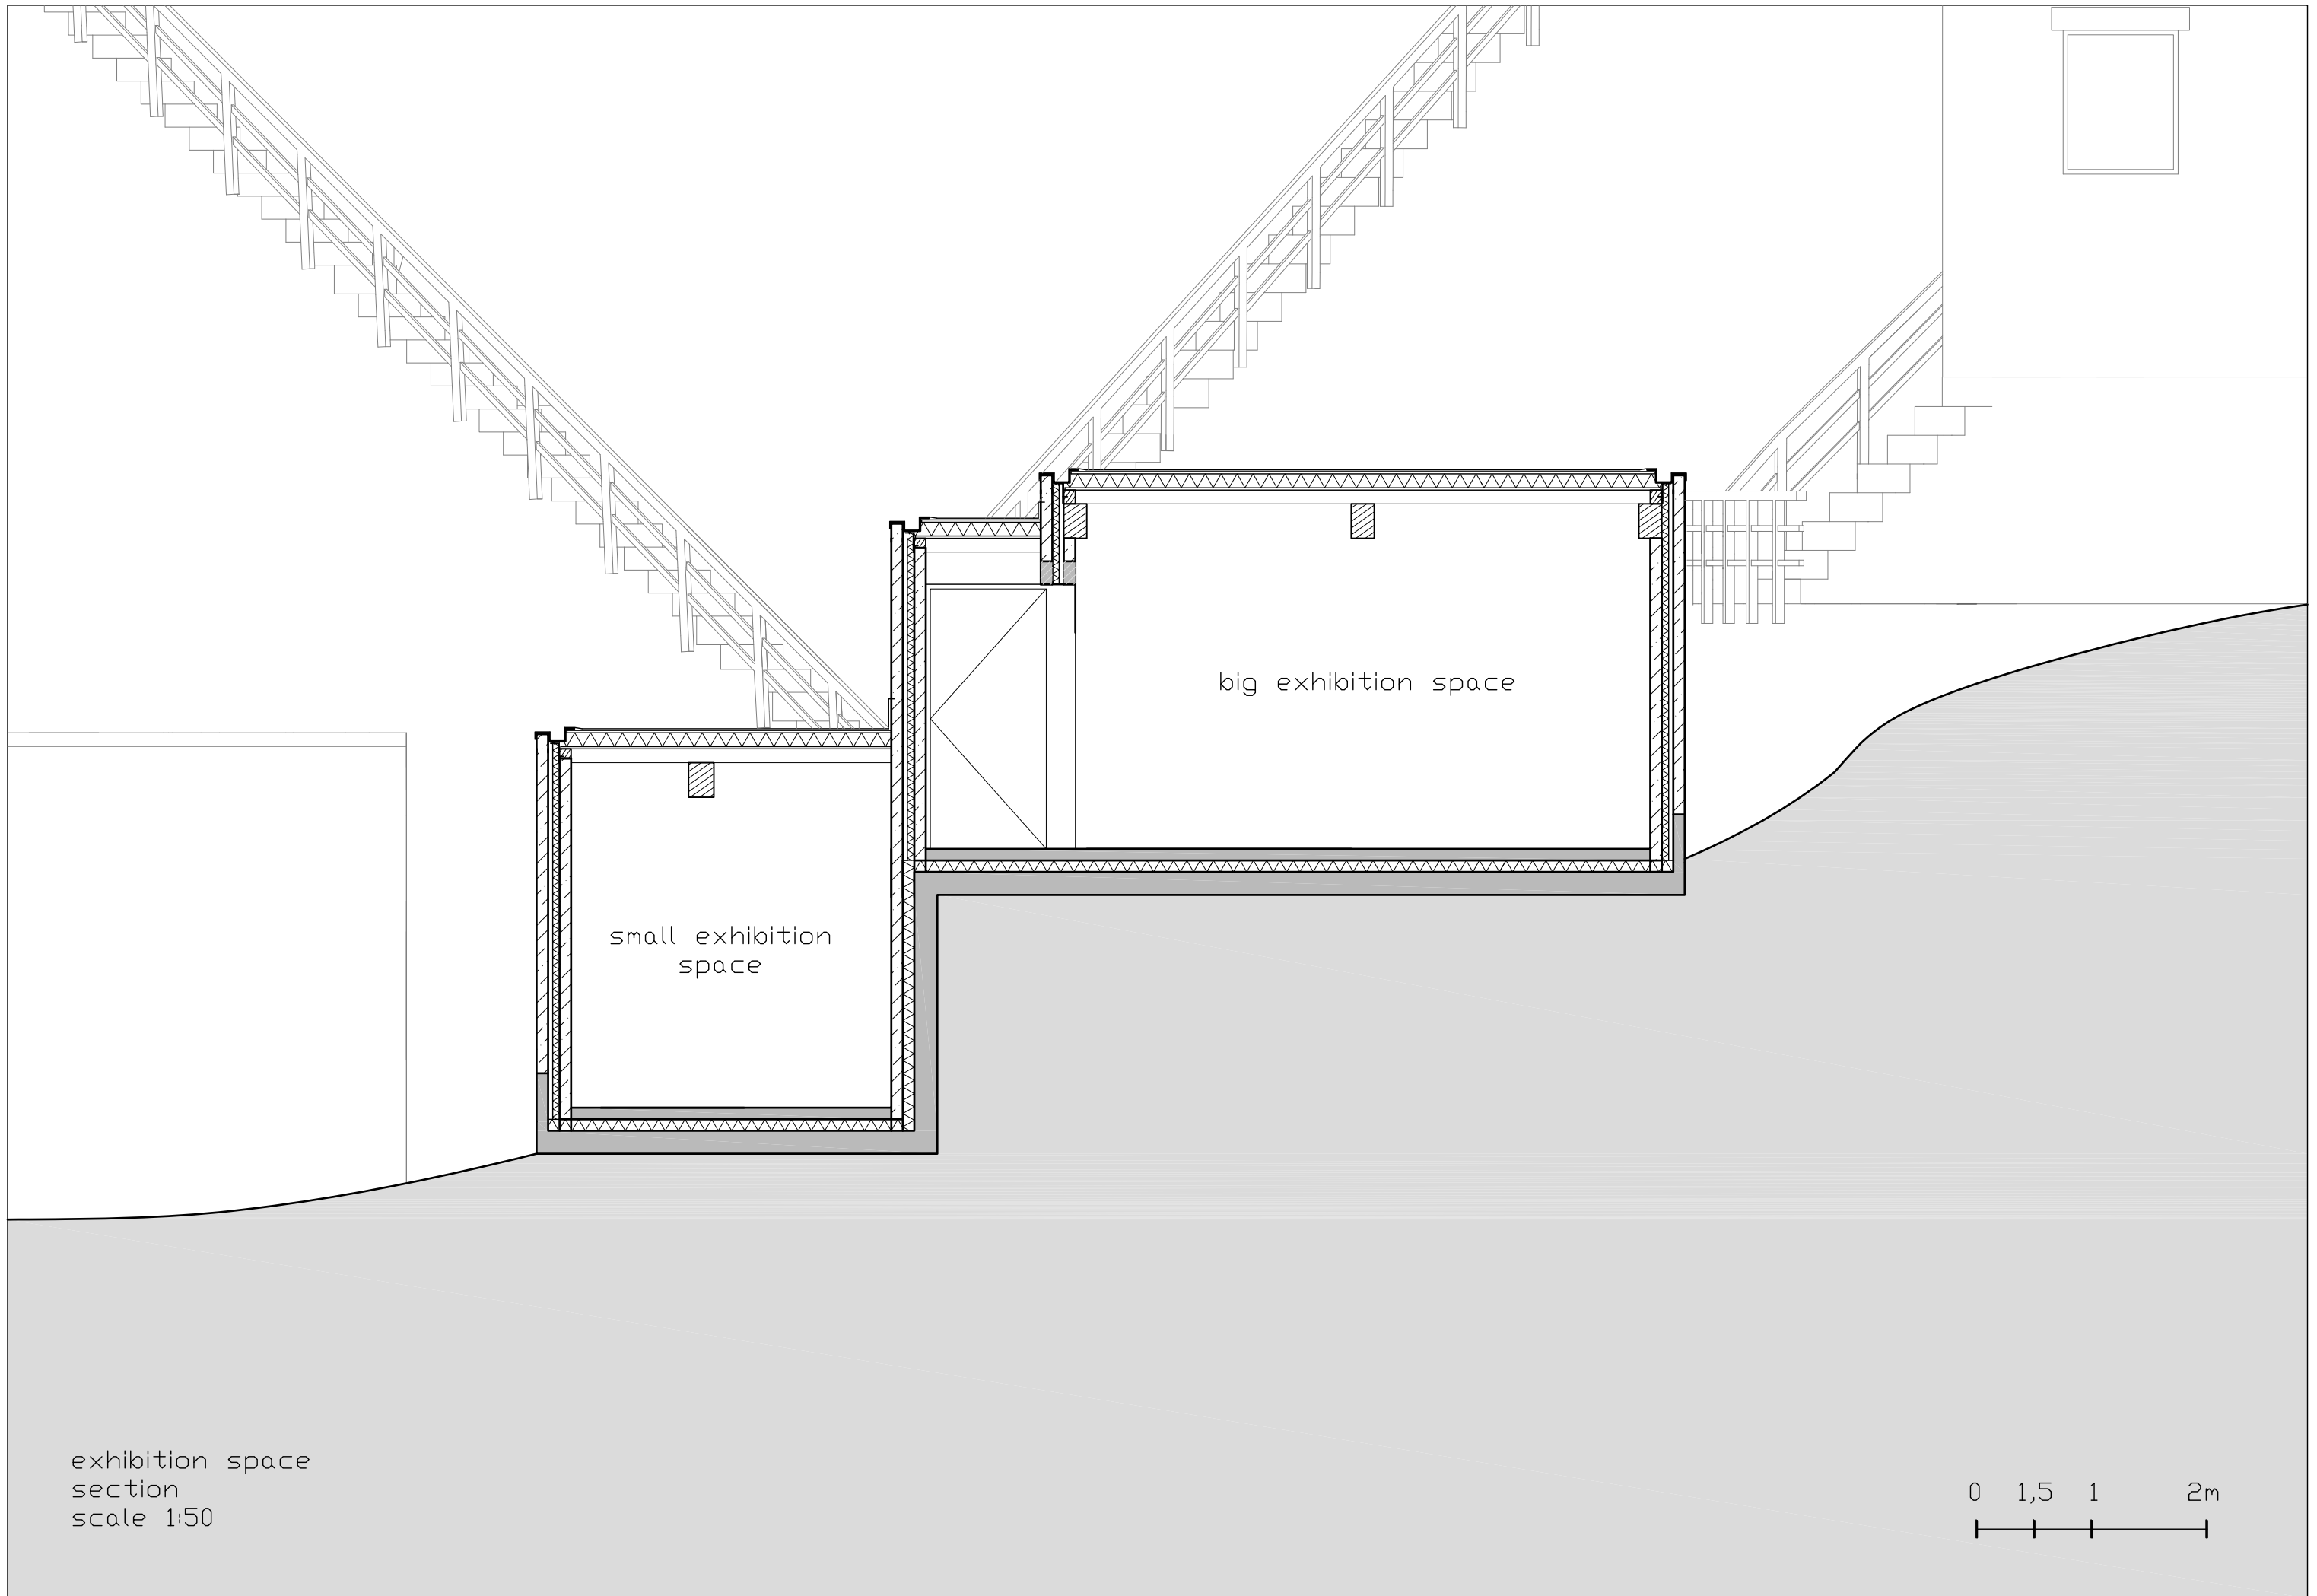 big exhibition space
small exhibition
space
exhibition space
section
scale 1:50
0 1,5 1 2m